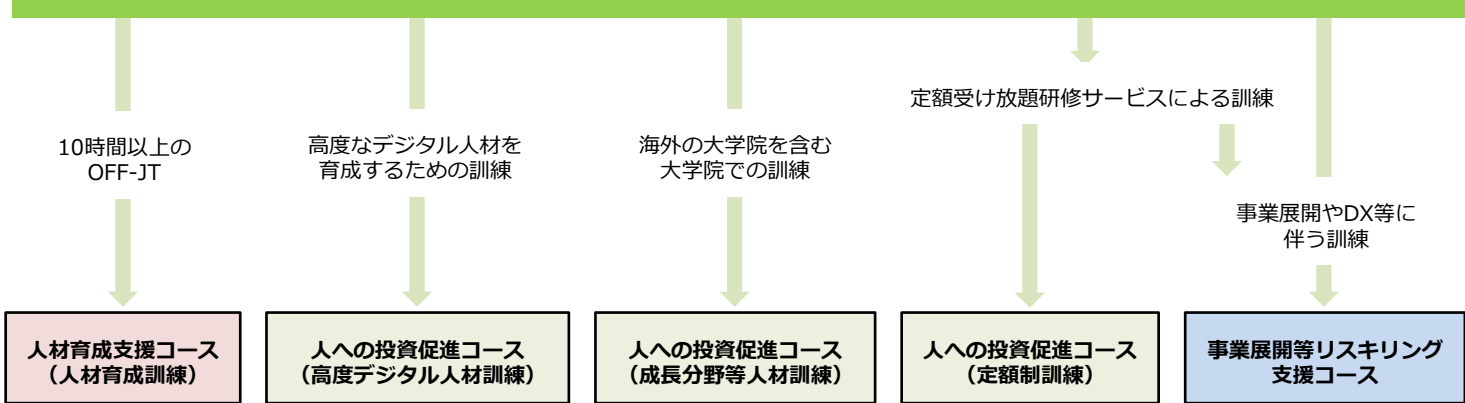 定額受け放題研修サービスによる訓練
10時間以上の
OFF-JT
高度なデジタル人材を
育成するための訓練
海外の大学院を含む
大学院での訓練
事業展開やDX等に
伴う訓練
人材育成支援コース
（人材育成訓練）
人への投資促進コース
（高度デジタル人材訓練）
人への投資促進コース
（成長分野等人材訓練）
人への投資促進コース
（定額制訓練）
事業展開等リスキリング
支援コース